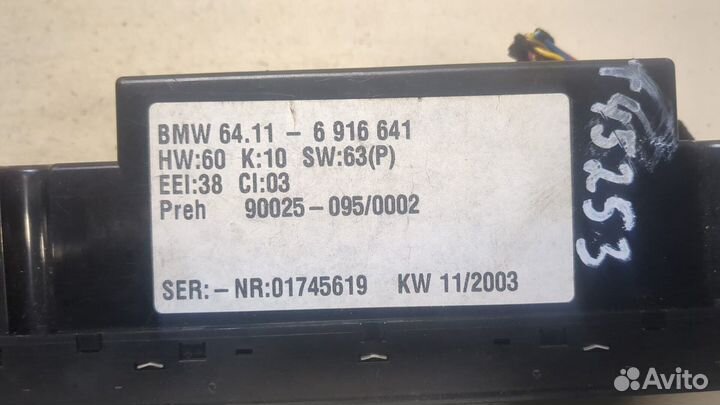 BMW 64.11 - 6 916 641
HW:60 K:10 SW:63(P)
EEI:38 CI:03
Preh 90025-095/0002
SER:-NR:01745619 KW 11/2003
Avito